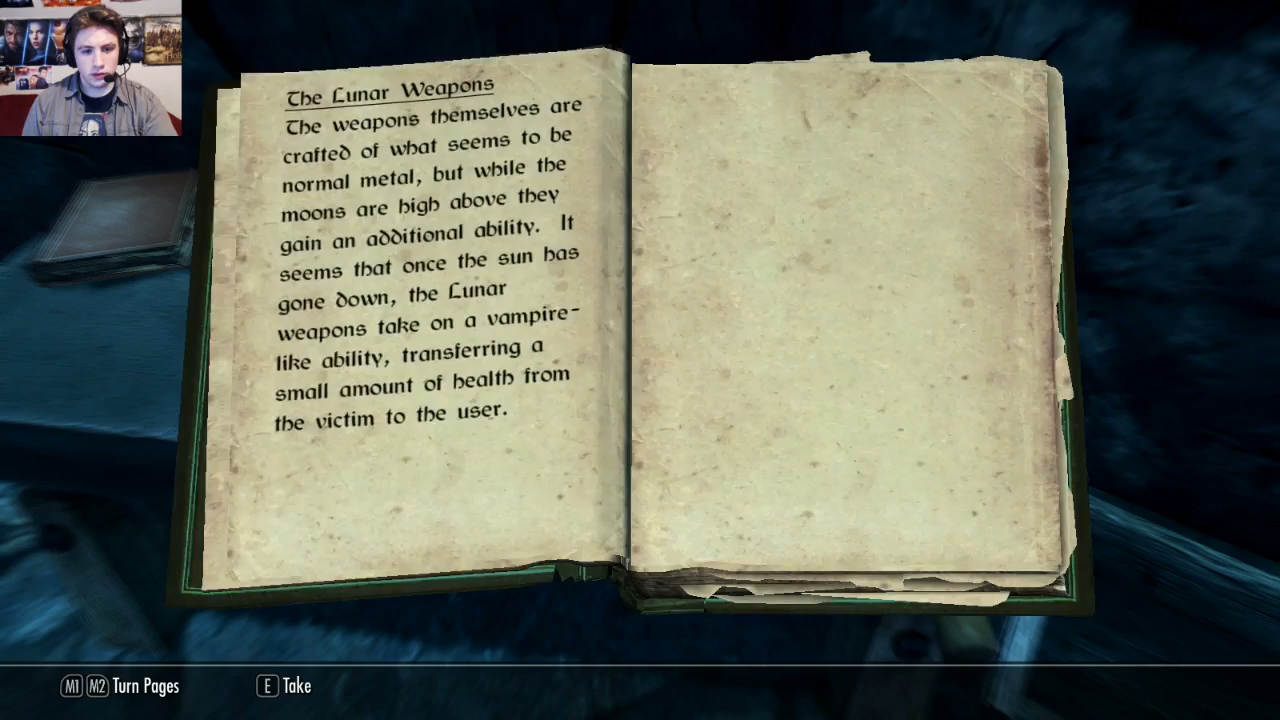 The Lunar Weapons
The weapons themselves are
crafted of what seems to be
normal metal, but while the
moons are high above they
gain an additional ability.  It
seems that once the sun has
gone down, the Lunar
weapons take on a vampire-
like ability, transferring a
small amount of health from
the victim to the user.
M1 M2 Turn Pages
E Take